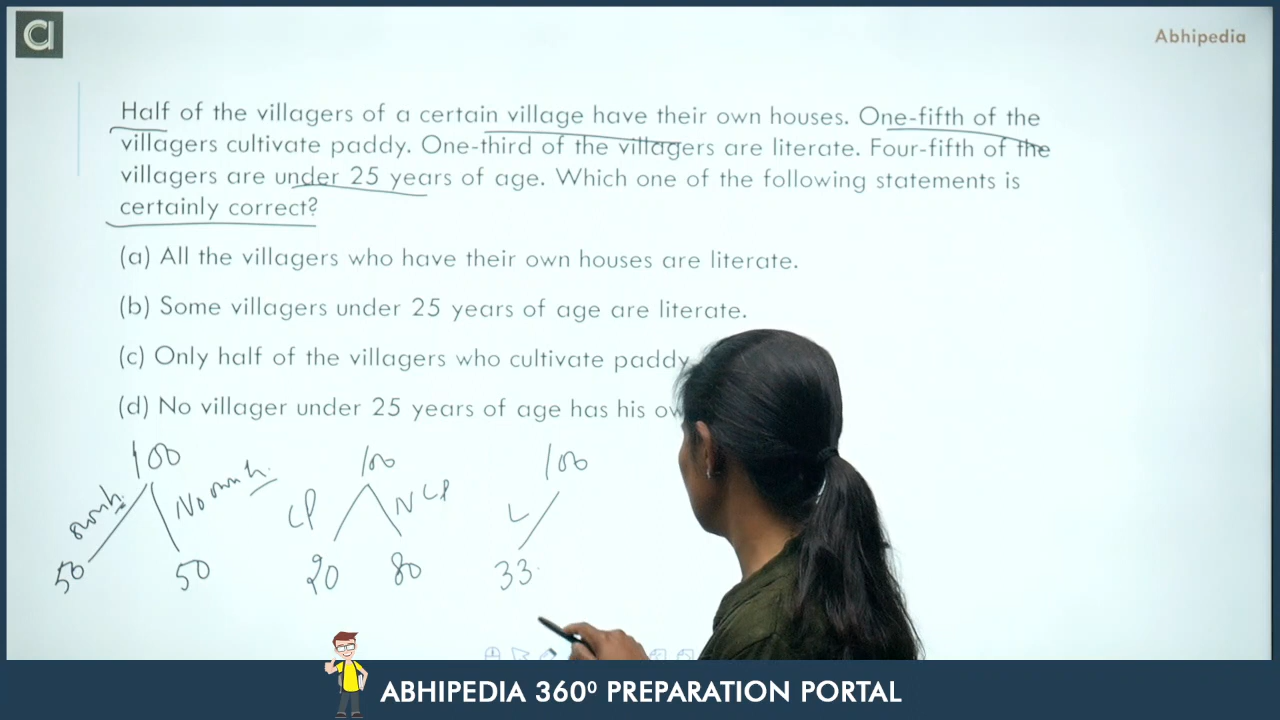 Abhipedia
Half of the villagers of a certain village have their own houses. One-fifth of the
villagers cultivate paddy. One-third of the villagers are literate. Four-fifth of the
villagers are under 25 years of age. Which one of the following statements is
certainly correct?
(a) All the villagers who have their own houses are literate.
(b) Some villagers under 25 years of age are literate.
(c) Only half of the villagers who cultivate paddy
(d) No villager under 25 years of age has his
100 100 100
own h. No own h. CP NCP L
50 50 20 80 33
ABHIPEDIA 360⁰ PREPARATION PORTAL